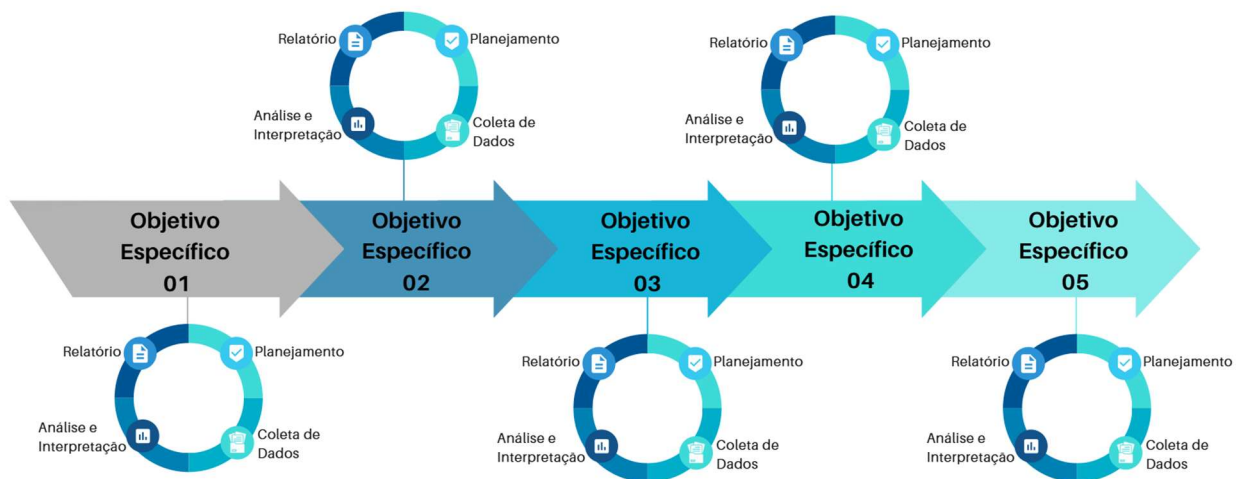 Relatório
Planejamento
Análise e
Interpretação
Coleta de
Dados
Relatório
Planejamento
Análise e
Interpretação
Coleta de
Dados
Objetivo
Específico
01
Objetivo
Específico
02
Objetivo
Específico
03
Objetivo
Específico
04
Objetivo
Específico
05
Relatório
Planejamento
Análise e
Interpretação
Coleta de
Dados
Relatório
Planejamento
Análise e
Interpretação
Coleta de
Dados
Relatório
Planejamento
Análise e
Interpretação
Coleta de
Dados